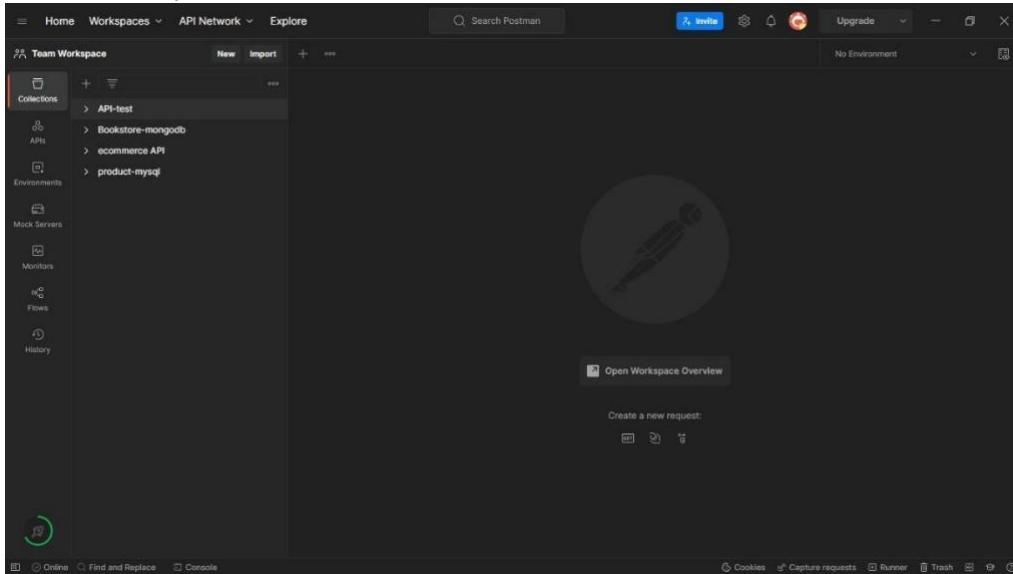 Home Workspaces API Network Explore Search Postman Invite Upgrade
Team Workspace New Import No Environment
Collections
APIs
Environments
Mock Servers
Monitors
Flows
History
API-test
Bookstore-mongodb
ecommerce API
product-mysql
Open Workspace Overview
Create a new request:
GET
Online Find and Replace Console Cookies Capture requests Runner Trash